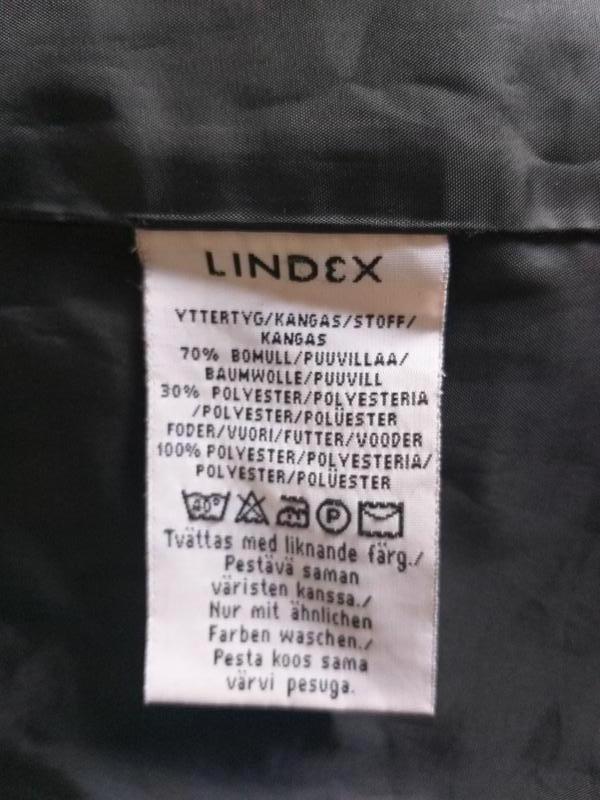 LINDEX
YTTERTYG/KANGAS/STOFF/
KANGAS
70% BOMULL/PUUVILLAA/
BAUMWOLLE/PUUVILL
30% POLYESTER/POLYESTERIA
/POLYESTER/POLÜESTER
FODER/VUORI/FUTTER/VOODER
100% POLYESTER/POLYESTERIA/
POLYESTER/POLÜESTER
40° P
Tvättas med liknande färg./
Pestävä saman
väristen kanssa./
Nur mit ähnlichen
Farben waschen./
Pesta koos sama
värvi pesuga.